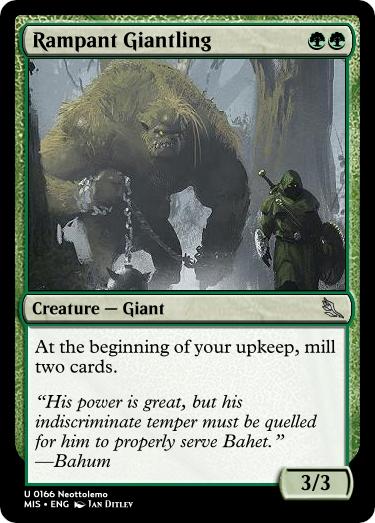 Rampant Giantling
Creature — Giant
At the beginning of your upkeep, mill
two cards.
“His power is great, but his
indiscriminate temper must be quelled
for him to properly serve Bahet.”
—Bahum
3/3
U 0166 Neottolemo
MIS • ENG Ian Ditley